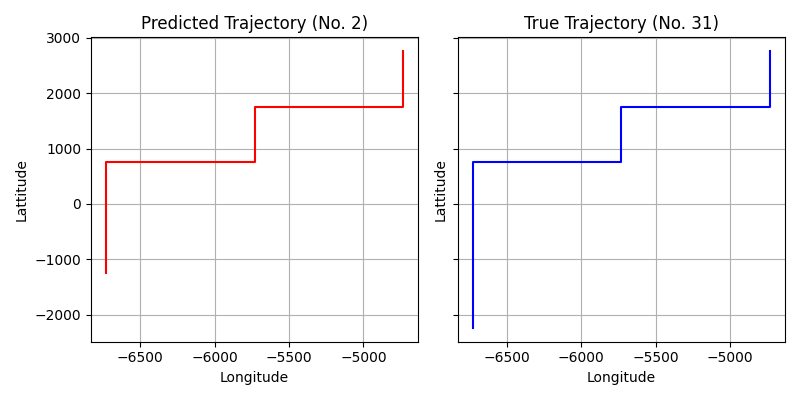 Predicted Trajectory (No. 2)
True Trajectory (No. 31)
3000
2000
1000
0
−1000
−2000
Lattitude
Lattitude
−6500
−6000
−5500
−5000
−6500
−6000
−5500
−5000
Longitude
Longitude